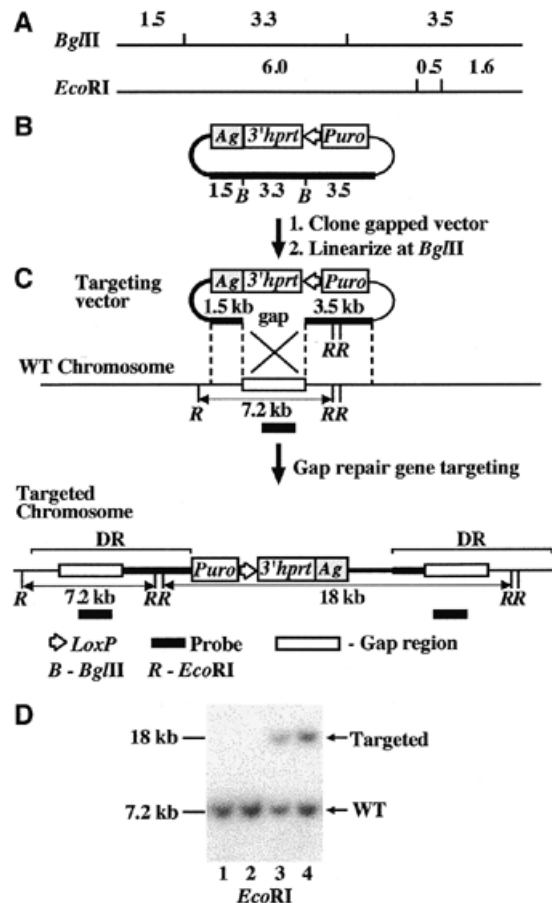 A
1.5 3.3 3.5
BglII
6.0 0.5 1.6
EcoRI
B
Ag 3'hprt Puro
1.5 B 3.3 B 3.5
1. Clone gapped vector
2. Linearize at BglII
C
Targeting vector
Ag 3'hprt Puro
1.5 kb gap 3.5 kb
RR
WT Chromosome
R 7.2 kb RR
Gap repair gene targeting
Targeted Chromosome
DR DR
Puro 3'hprt Ag
R 7.2 kb RR 18 kb RR
LoxP Probe - Gap region
B - BglII R - EcoRI
D
18 kb Targeted
7.2 kb WT
1 2 3 4
EcoRI